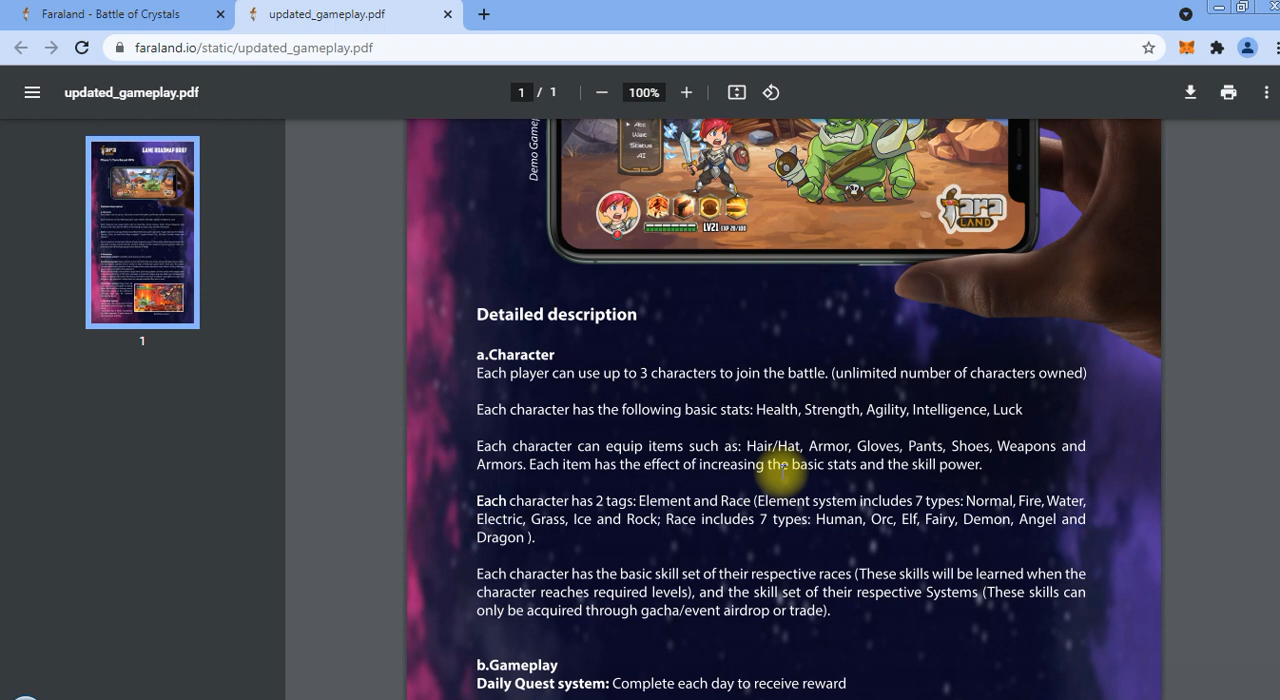 Faraland - Battle of Crystals
updated_gameplay.pdf
faraland.io/static/updated_gameplay.pdf
updated_gameplay.pdf
1 / 1
100%
1
Demo Game
Wait
Status
AI
LV21 EXP 20/100
FARA
LAND
Detailed description
a.Character
Each player can use up to 3 characters to join the battle. (unlimited number of characters owned)
Each character has the following basic stats: Health, Strength, Agility, Intelligence, Luck
Each character can equip items such as: Hair/Hat, Armor, Gloves, Pants, Shoes, Weapons and
Armors. Each item has the effect of increasing the basic stats and the skill power.
Each character has 2 tags: Element and Race (Element system includes 7 types: Normal, Fire, Water,
Electric, Grass, Ice and Rock; Race includes 7 types: Human, Orc, Elf, Fairy, Demon, Angel and
Dragon ).
Each character has the basic skill set of their respective races (These skills will be learned when the
character reaches required levels), and the skill set of their respective Systems (These skills can
only be acquired through gacha/event airdrop or trade).
b.Gameplay
Daily Quest system: Complete each day to receive reward